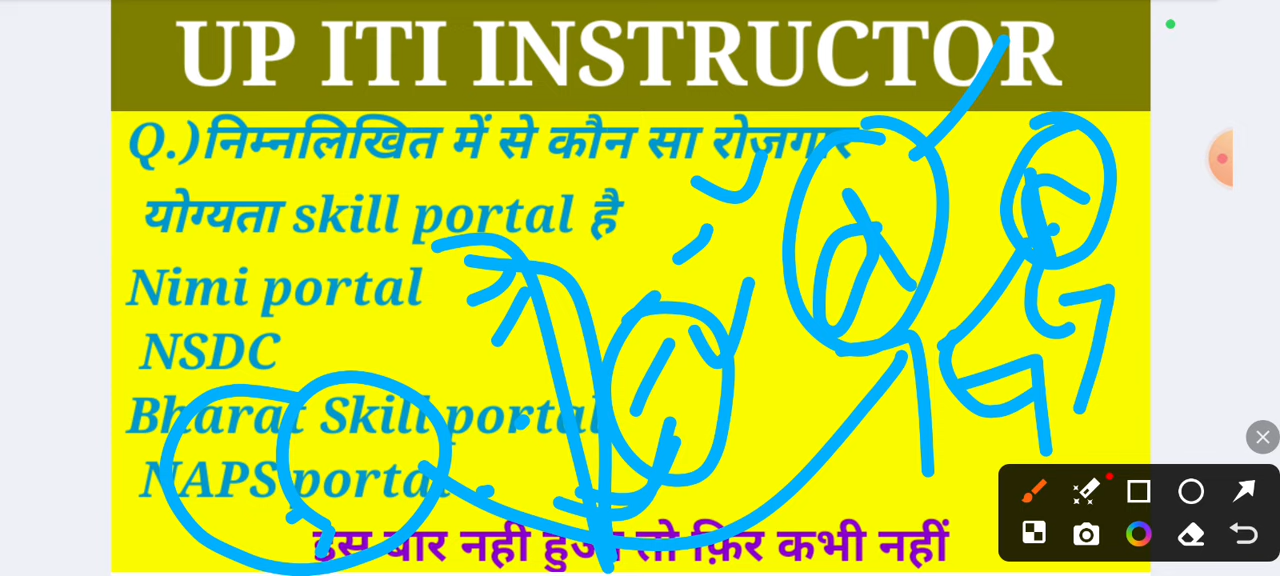 UP ITI INSTRUCTOR
Q.)निम्नलिखित में से कौन सा रोज़गार
योग्यता skill portal है
Nimi portal
NSDC
Bharat Skill portal
NAPS portal
इस बार नही हुआ तो फ़िर कभी नहीं